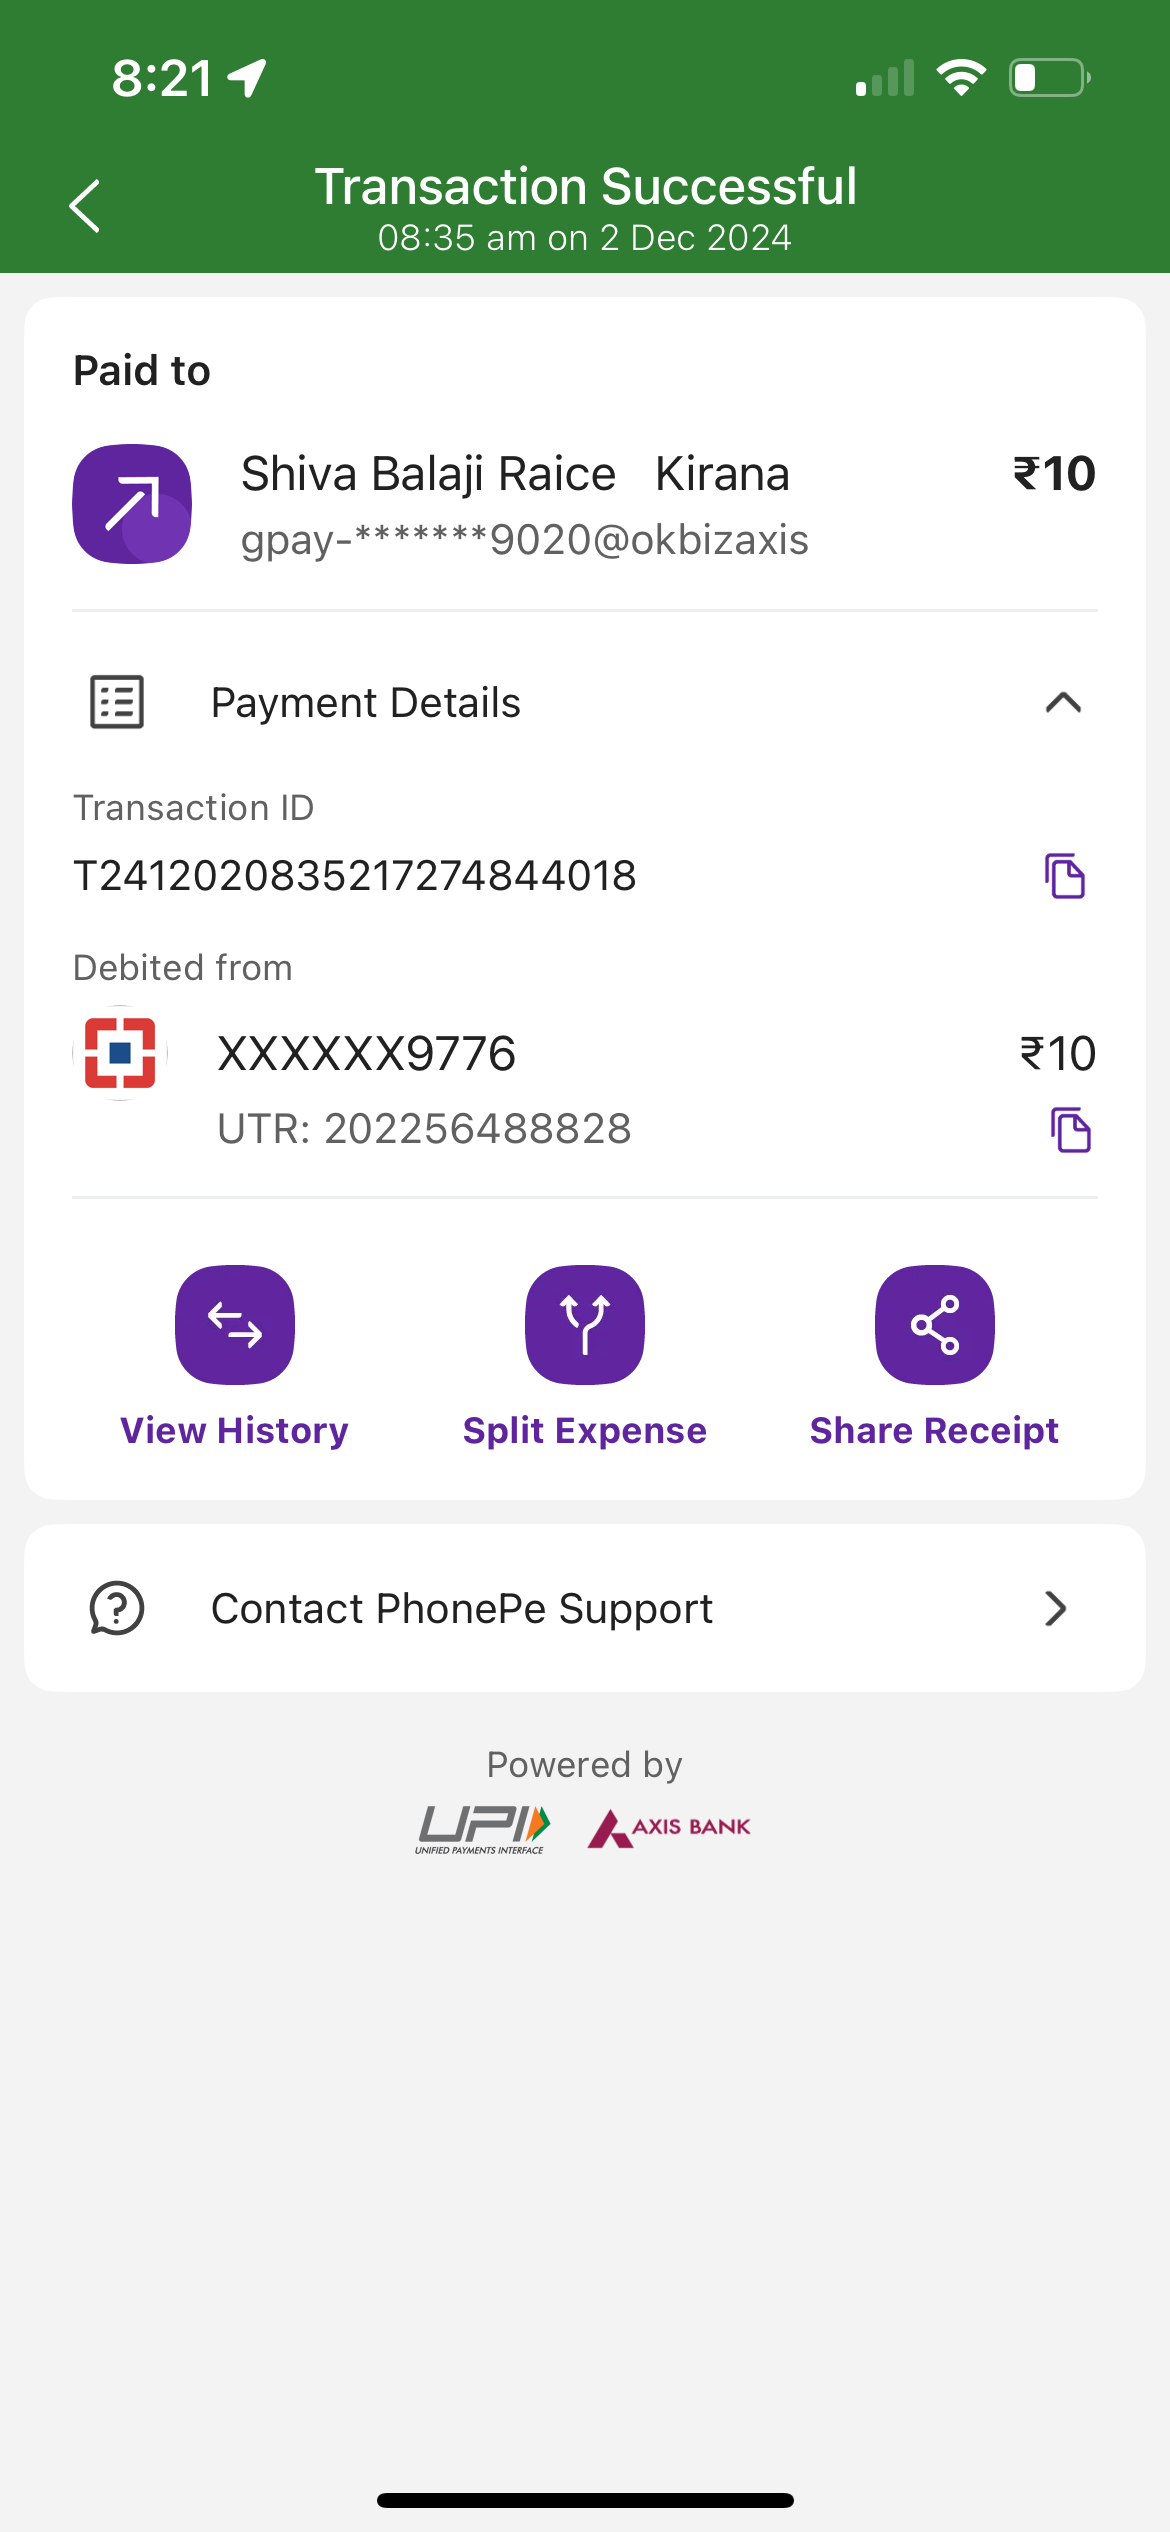 8:21
Transaction Successful
08:35 am on 2 Dec 2024
Paid to
Shiva Balaji Raice   Kirana ₹10
gpay-*******9020@okbizaxis
Payment Details
Transaction ID
T2412020835217274844018
Debited from
XXXXXX9776 ₹10
UTR: 202256488828
View History Split Expense Share Receipt
Contact PhonePe Support
Powered by
UPI AXIS BANK
UNIFIED PAYMENTS INTERFACE